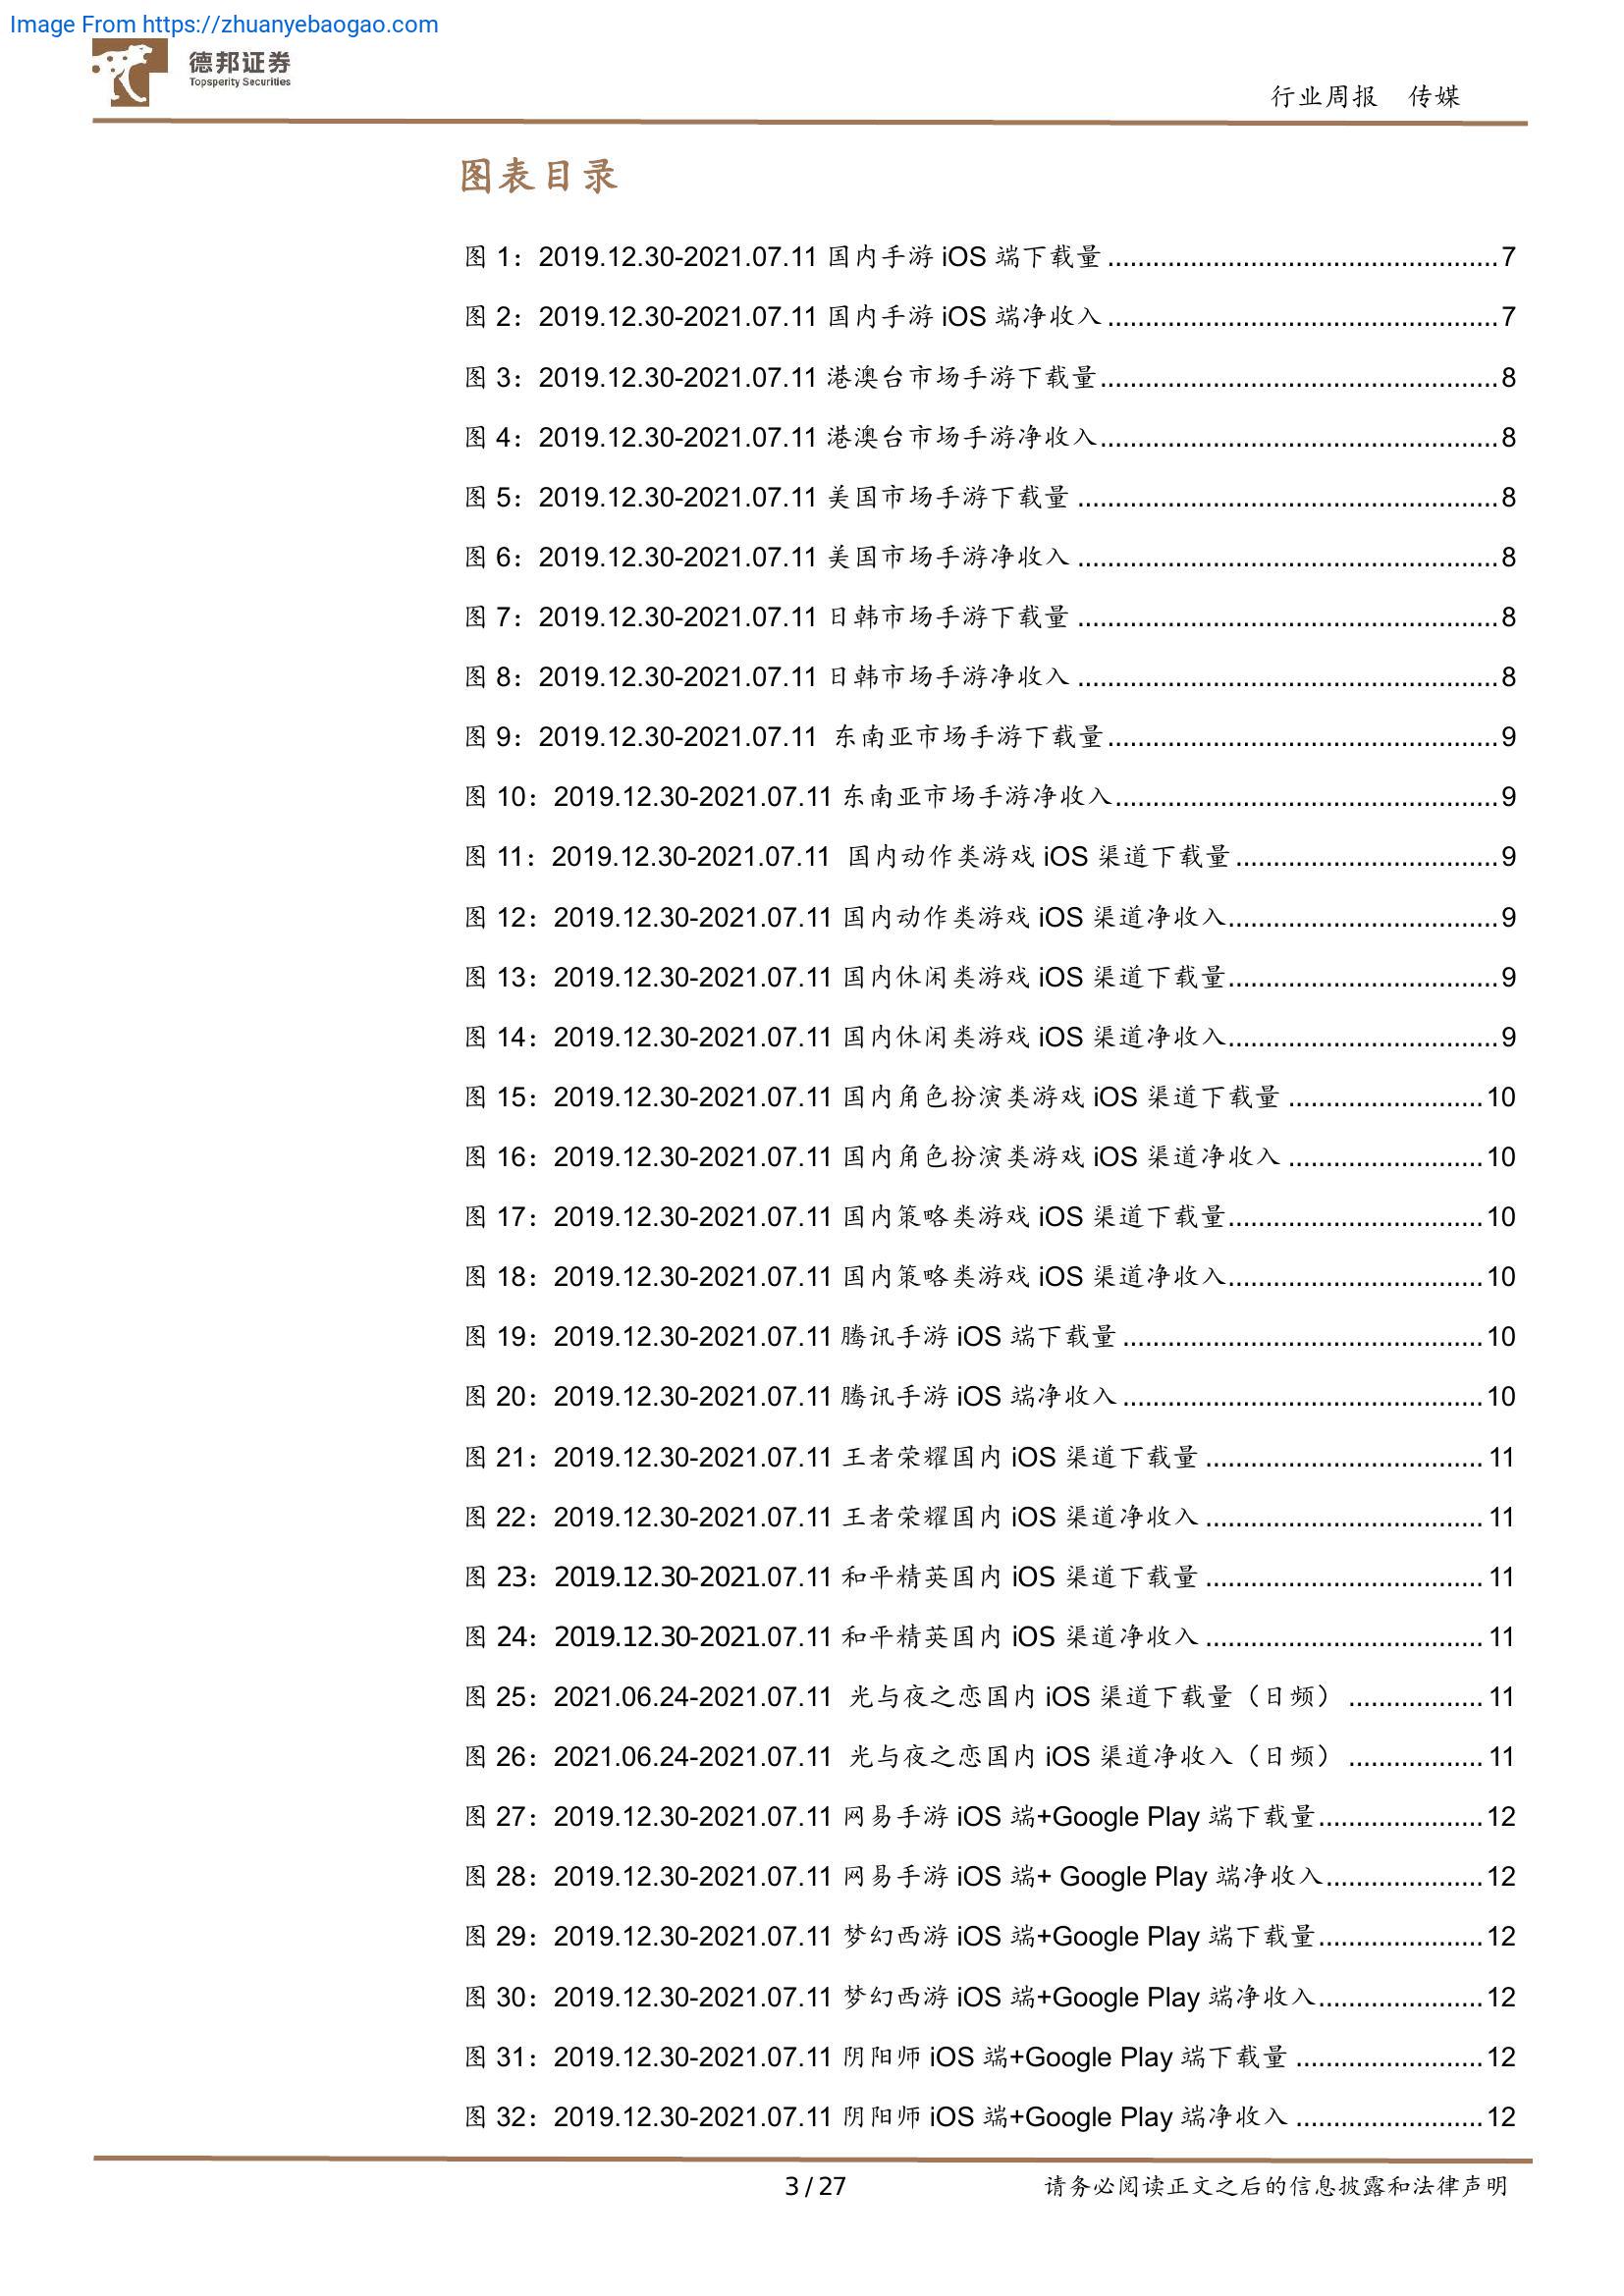 Image From https://zhuanyebaogao.com
德邦证券
Topsperity Securities
行业周报 传媒
图表目录
图 1：2019.12.30-2021.07.11 国内手游 iOS 端下载量....................................................7
图 2：2019.12.30-2021.07.11 国内手游 iOS 端净收入....................................................7
图 3：2019.12.30-2021.07.11 港澳台市场手游下载量.....................................................8
图 4：2019.12.30-2021.07.11 港澳台市场手游净收入.....................................................8
图 5：2019.12.30-2021.07.11 美国市场手游下载量 ........................................................8
图 6：2019.12.30-2021.07.11 美国市场手游净收入 ........................................................8
图 7：2019.12.30-2021.07.11 日韩市场手游下载量 ........................................................8
图 8：2019.12.30-2021.07.11 日韩市场手游净收入 ........................................................8
图 9：2019.12.30-2021.07.11 东南亚市场手游下载量....................................................9
图 10：2019.12.30-2021.07.11 东南亚市场手游净收入...................................................9
图 11：2019.12.30-2021.07.11 国内动作类游戏 iOS 渠道下载量...................................9
图 12：2019.12.30-2021.07.11 国内动作类游戏 iOS 渠道净收入....................................9
图 13：2019.12.30-2021.07.11 国内休闲类游戏 iOS 渠道下载量....................................9
图 14：2019.12.30-2021.07.11 国内休闲类游戏 iOS 渠道净收入....................................9
图 15：2019.12.30-2021.07.11 国内角色扮演类游戏 iOS 渠道下载量 ..........................10
图 16：2019.12.30-2021.07.11 国内角色扮演类游戏 iOS 渠道净收入 ..........................10
图 17：2019.12.30-2021.07.11 国内策略类游戏 iOS 渠道下载量..................................10
图 18：2019.12.30-2021.07.11 国内策略类游戏 iOS 渠道净收入..................................10
图 19：2019.12.30-2021.07.11 腾讯手游 iOS 端下载量................................................10
图 20：2019.12.30-2021.07.11 腾讯手游 iOS 端净收入................................................10
图 21：2019.12.30-2021.07.11 王者荣耀国内 iOS 渠道下载量 .....................................11
图 22：2019.12.30-2021.07.11 王者荣耀国内 iOS 渠道净收入 .....................................11
图 23：2019.12.30-2021.07.11 和平精英国内 iOS 渠道下载量 .....................................11
图 24：2019.12.30-2021.07.11 和平精英国内 iOS 渠道净收入 .....................................11
图 25：2021.06.24-2021.07.11 光与夜之恋国内 iOS 渠道下载量（日频） ..................11
图 26：2021.06.24-2021.07.11 光与夜之恋国内 iOS 渠道净收入（日频） ..................11
图 27：2019.12.30-2021.07.11 网易手游 iOS 端+Google Play 端下载量......................12
图 28：2019.12.30-2021.07.11 网易手游 iOS 端+ Google Play 端净收入.....................12
图 29：2019.12.30-2021.07.11 梦幻西游 iOS 端+Google Play 端下载量......................12
图 30：2019.12.30-2021.07.11 梦幻西游 iOS 端+Google Play 端净收入......................12
图 31：2019.12.30-2021.07.11 阴阳师 iOS 端+Google Play 端下载量 .........................12
图 32：2019.12.30-2021.07.11 阴阳师 iOS 端+Google Play 端净收入 .........................12
3 / 27 请务必阅读正文之后的信息披露和法律声明